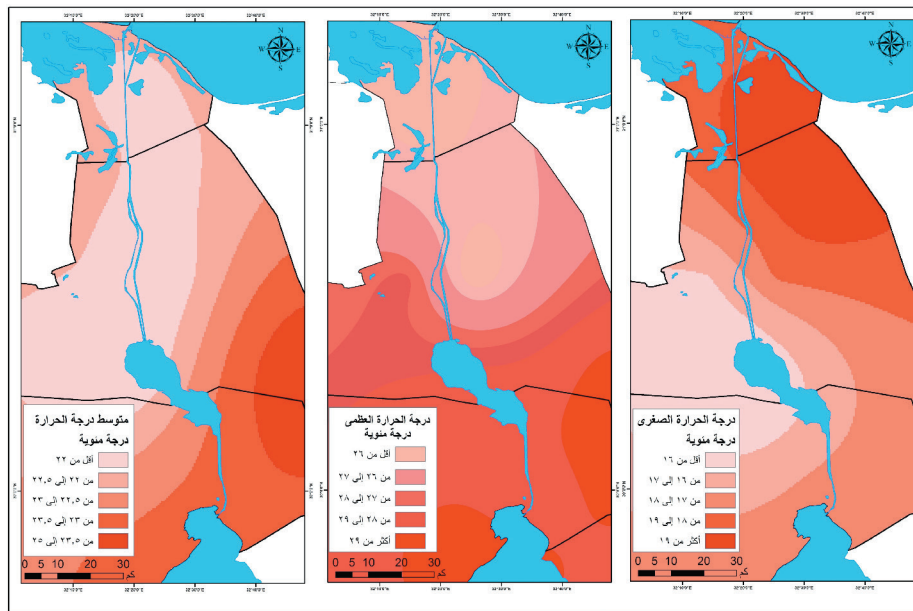 N
W E
S
متوسط درجة الحرارة
درجة مئوية
أقل من ٢٢
من ٢٢ إلى ٢٢,٥
من ٢٢,٥ إلى ٢٣
من ٢٣ إلى ٢٣,٥
من ٢٣,٥ إلى ٢٥
0 5 10 20 30 كم
N
W E
S
درجة الحرارة العظمى
درجة مئوية
أقل من ٢٦
من ٢٦ إلى ٢٧
من ٢٧ إلى ٢٨
من ٢٨ إلى ٢٩
أكثر من ٢٩
0 5 10 20 30 كم
N
W E
S
درجة الحرارة الصغرى
درجة مئوية
أقل من ١٦
من ١٦ إلى ١٧
من ١٧ إلى ١٨
من ١٨ إلى ١٩
أكثر من ١٩
0 5 10 20 30 كم